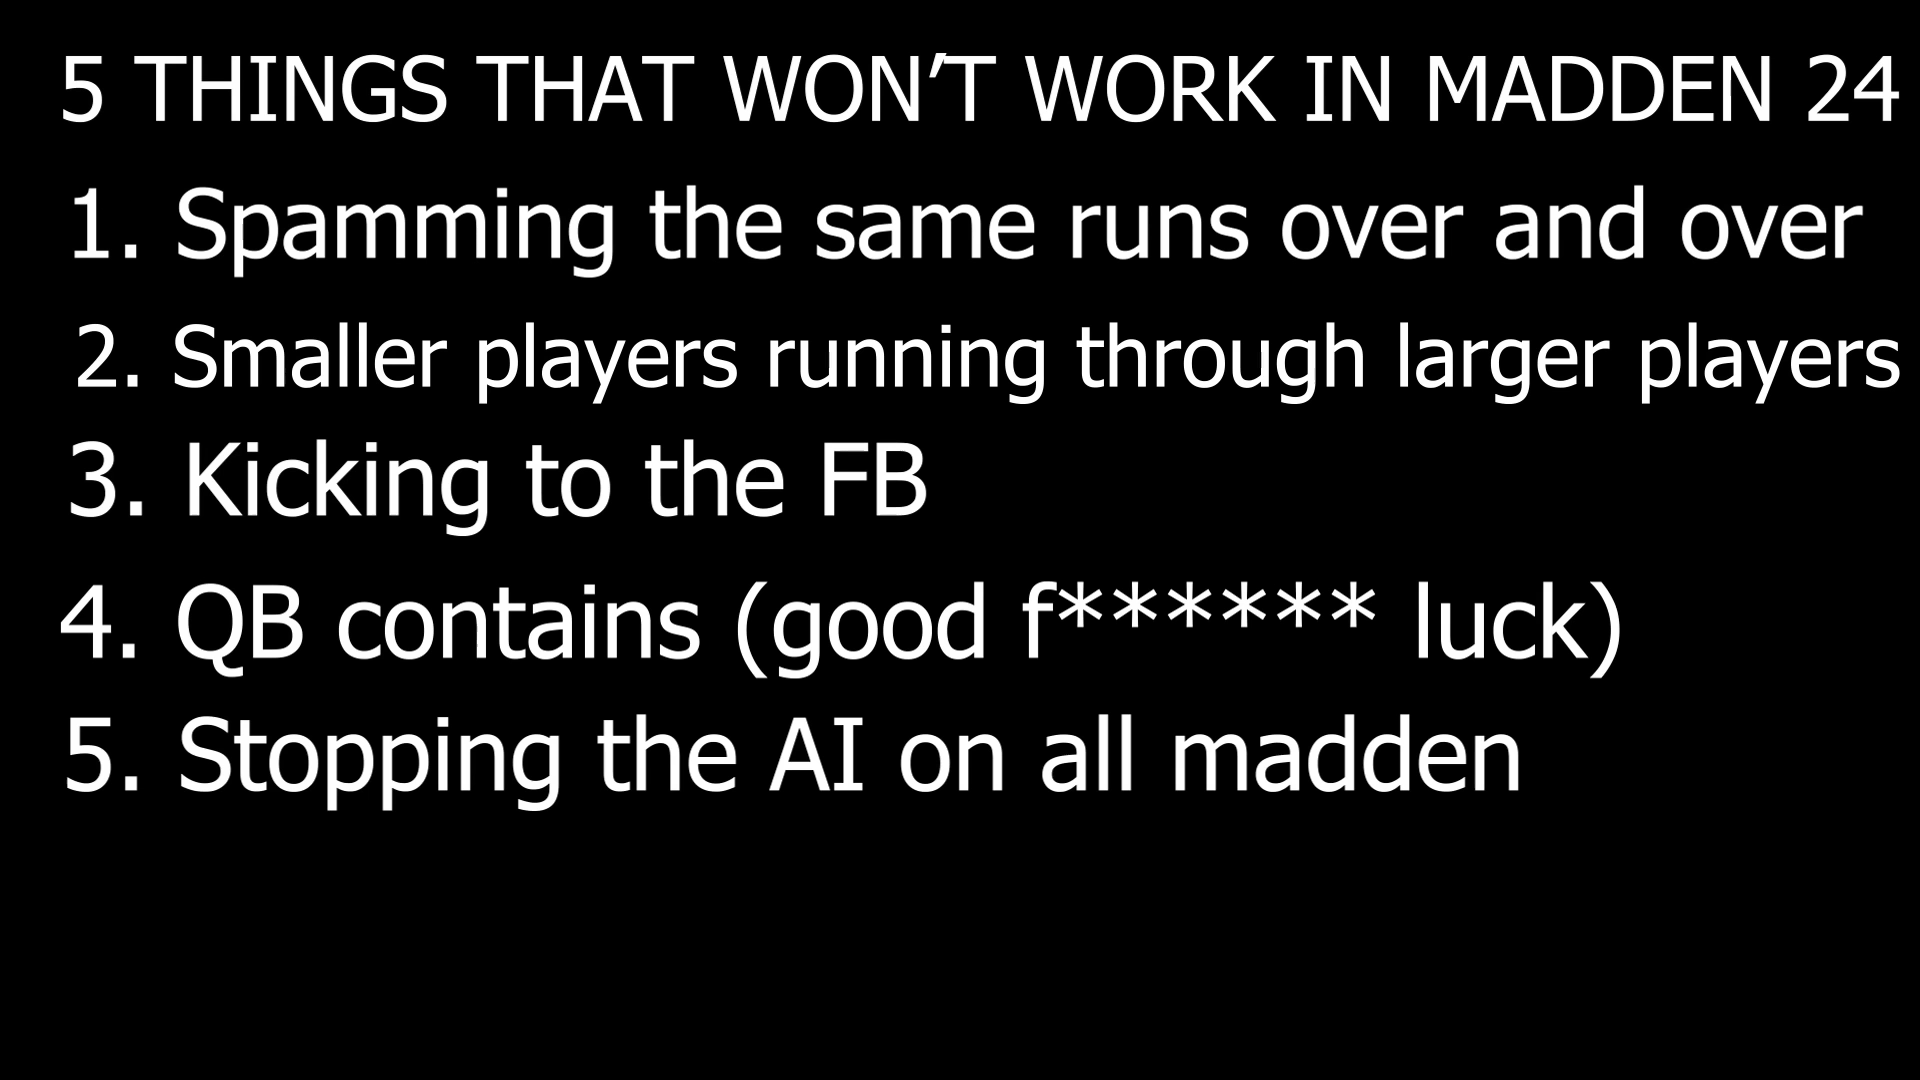 5 THINGS THAT WON’T WORK IN MADDEN 24
1. Spamming the same runs over and over
2. Smaller players running through larger players
3. Kicking to the FB
4. QB contains (good f****** luck)
5. Stopping the AI on all madden